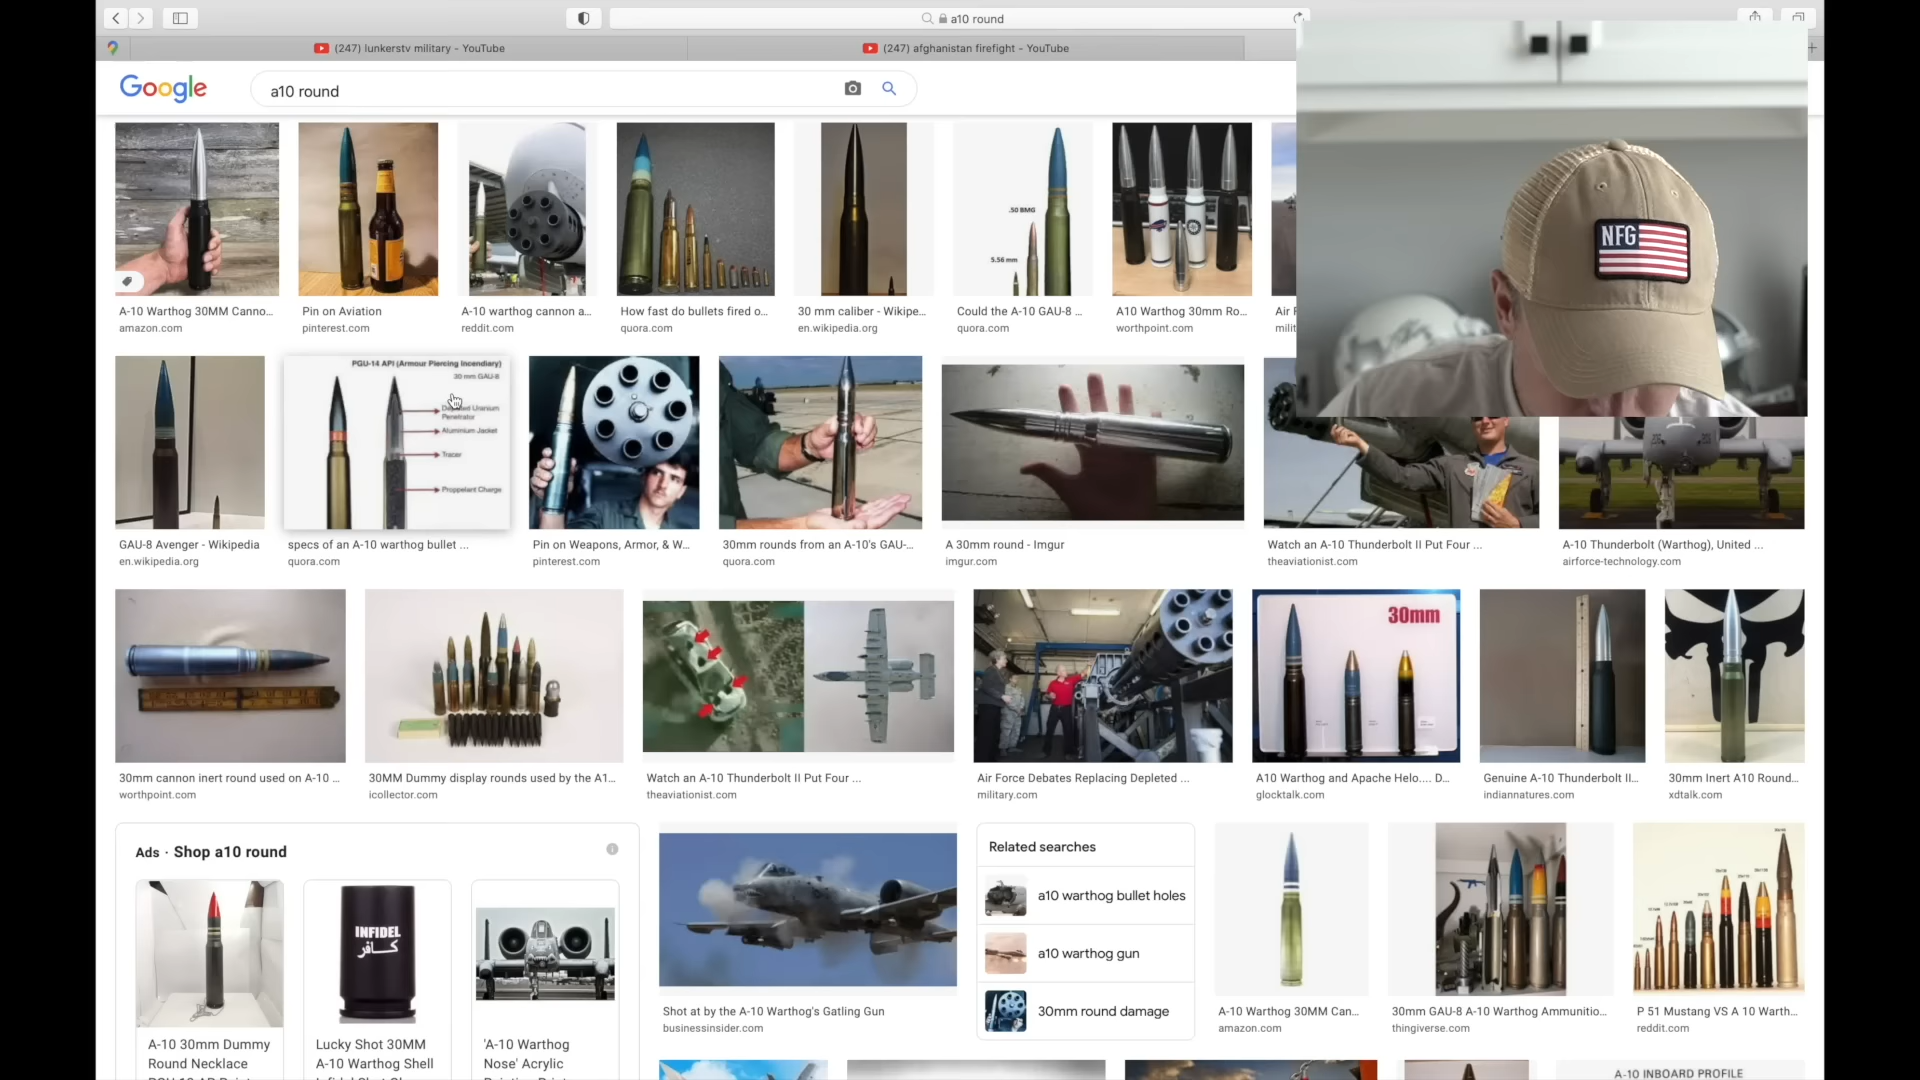 a10 round
(247) lunkerstv military - YouTube
(247) afghanistan firefight - YouTube
Google
a10 round
NFG
.50 BMG
5.56 mm
A-10 Warthog 30MM Canno...
amazon.com
Pin on Aviation
pinterest.com
A-10 warthog cannon a...
reddit.com
How fast do bullets fired o...
quora.com
30 mm caliber - Wikipe...
en.wikipedia.org
Could the A-10 GAU-8 ...
quora.com
A10 Warthog 30mm Ro...
worthpoint.com
Air F
milit
PGU-14 API (Armour Piercing Incendiary)
30 mm GAU-8
Uranium
Penetrator
Aluminium Jacket
Tracer
Proppelent Charge
GAU-8 Avenger - Wikipedia
en.wikipedia.org
specs of an A-10 warthog bullet ...
quora.com
Pin on Weapons, Armor, & W...
pinterest.com
30mm rounds from an A-10's GAU-...
quora.com
A 30mm round - Imgur
imgur.com
Watch an A-10 Thunderbolt II Put Four ...
theaviationist.com
A-10 Thunderbolt (Warthog), United ...
airforce-technology.com
30mm
30mm cannon inert round used on A-10 ...
worthpoint.com
30MM Dummy display rounds used by the A1...
icollector.com
Watch an A-10 Thunderbolt II Put Four ...
theaviationist.com
Air Force Debates Replacing Depleted ...
military.com
A10 Warthog and Apache Helo.... D...
glocktalk.com
Genuine A-10 Thunderbolt II...
indiannatures.com
30mm Inert A10 Round...
xdtalk.com
Ads · Shop a10 round
INFIDEL
كافر
A-10 30mm Dummy
Round Necklace
Lucky Shot 30MM
A-10 Warthog Shell
'A-10 Warthog
Nose' Acrylic
Shot at by the A-10 Warthog's Gatling Gun
businessinsider.com
Related searches
a10 warthog bullet holes
a10 warthog gun
30mm round damage
A-10 Warthog 30MM Can...
amazon.com
30mm GAU-8 A-10 Warthog Ammunitio...
thingiverse.com
P 51 Mustang VS A 10 Warth...
reddit.com
A-10 INBOARD PROFILE